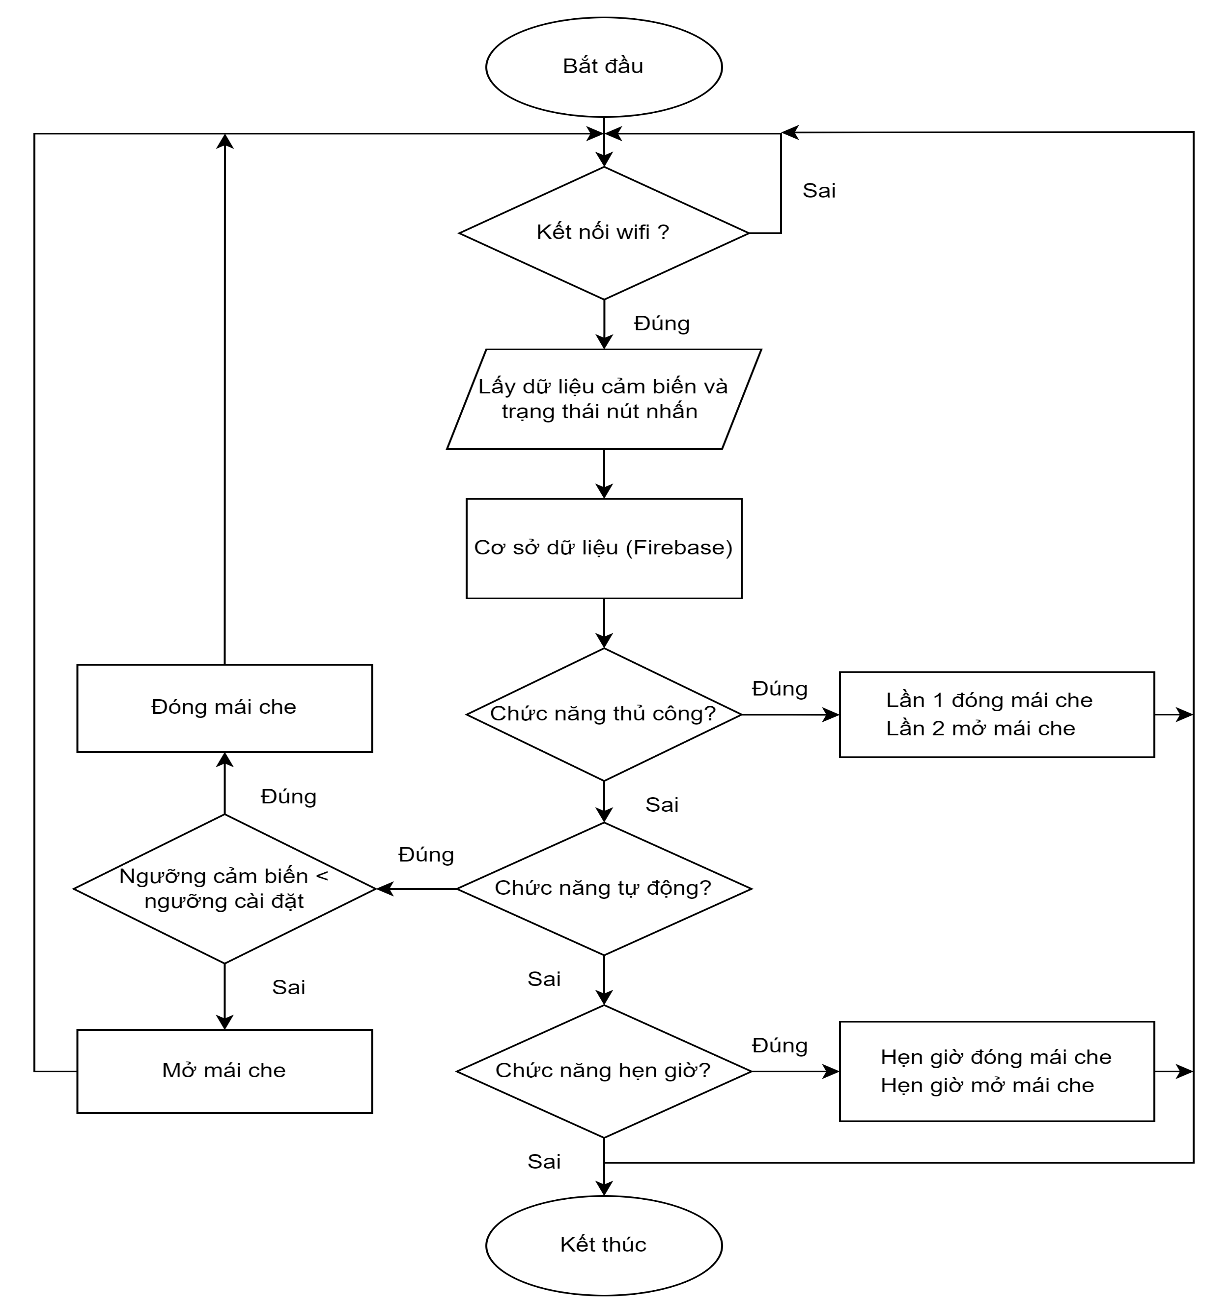 Bắt đầu
Sai
Kết nối wifi ?
Đúng
Lấy dữ liệu cảm biến và
trạng thái nút nhấn
Cơ sở dữ liệu (Firebase)
Chức năng thủ công?
Đúng
Lần 1 đóng mái che
Lần 2 mở mái che
Sai
Chức năng tự động?
Đúng
Ngưỡng cảm biến <
ngưỡng cài đặt
Đúng
Đóng mái che
Sai
Mở mái che
Sai
Chức năng hẹn giờ?
Đúng
Hẹn giờ đóng mái che
Hẹn giờ mở mái che
Sai
Kết thúc